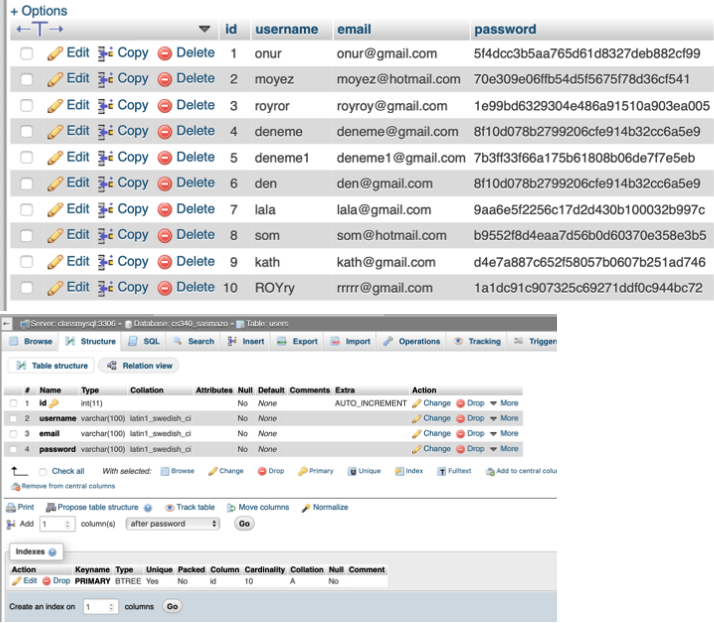 + Options
←T→ ▼ id username email password
Edit Copy Delete 1 onur onur@gmail.com 5f4dcc3b5aa765d61d8327deb882cf99
Edit Copy Delete 2 moyez moyez@hotmail.com 70e309e06ffb54d5f5675f78d36cf541
Edit Copy Delete 3 royror royroy@gmail.com 1e99bd6329304e486a91510a903ea005
Edit Copy Delete 4 deneme deneme@gmail.com 8f10d078b2799206cfe914b32cc6a5e9
Edit Copy Delete 5 deneme1 deneme1@gmail.com 7b3ff33f66a175b61808b06de7f7e5eb
Edit Copy Delete 6 den den@gmail.com 8f10d078b2799206cfe914b32cc6a5e9
Edit Copy Delete 7 lala lala@gmail.com 9aa6e5f2256c17d2d430b100032b997c
Edit Copy Delete 8 som som@hotmail.com b9552f8d4eaa7d56b0d60370e358e3b5
Edit Copy Delete 9 kath kath@gmail.com d4e7a887c652f58057b0607b251ad746
Edit Copy Delete 10 ROYry rrrrr@gmail.com 1a1dc91c907325c69271ddf0c944bc72
Server: classmysql:3306 » Database: cs340_sasmazo » Table: users
Browse Structure SQL Search Insert Export Import Operations Tracking Triggers
Table structure Relation view
# Name Type Collation Attributes Null Default Comments Extra Action
1 id int(11) No None AUTO_INCREMENT Change Drop More
2 username varchar(100) latin1_swedish_ci No None Change Drop More
3 email varchar(100) latin1_swedish_ci No None Change Drop More
4 password varchar(100) latin1_swedish_ci No None Change Drop More
Check all With selected: Browse Change Drop Primary Unique Index Fulltext Add to central colu
Remove from central columns
Print Propose table structure Track table Move columns Normalize
Add 1 column(s) after password Go
Indexes
Action Keyname Type Unique Packed Column Cardinality Collation Null Comment
Edit Drop PRIMARY BTREE Yes No id 10 A No
Create an index on 1 columns Go